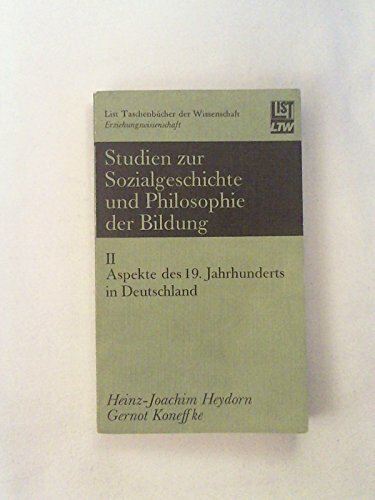 List Taschenbücher der Wissenschaft
Erziehungswissenschaft
LIST
LTW
Studien zur
Sozialgeschichte
und Philosophie
der Bildung
II
Aspekte des 19. Jahrhunderts
in Deutschland
Heinz-Joachim Heydorn
Gernot Koneffke